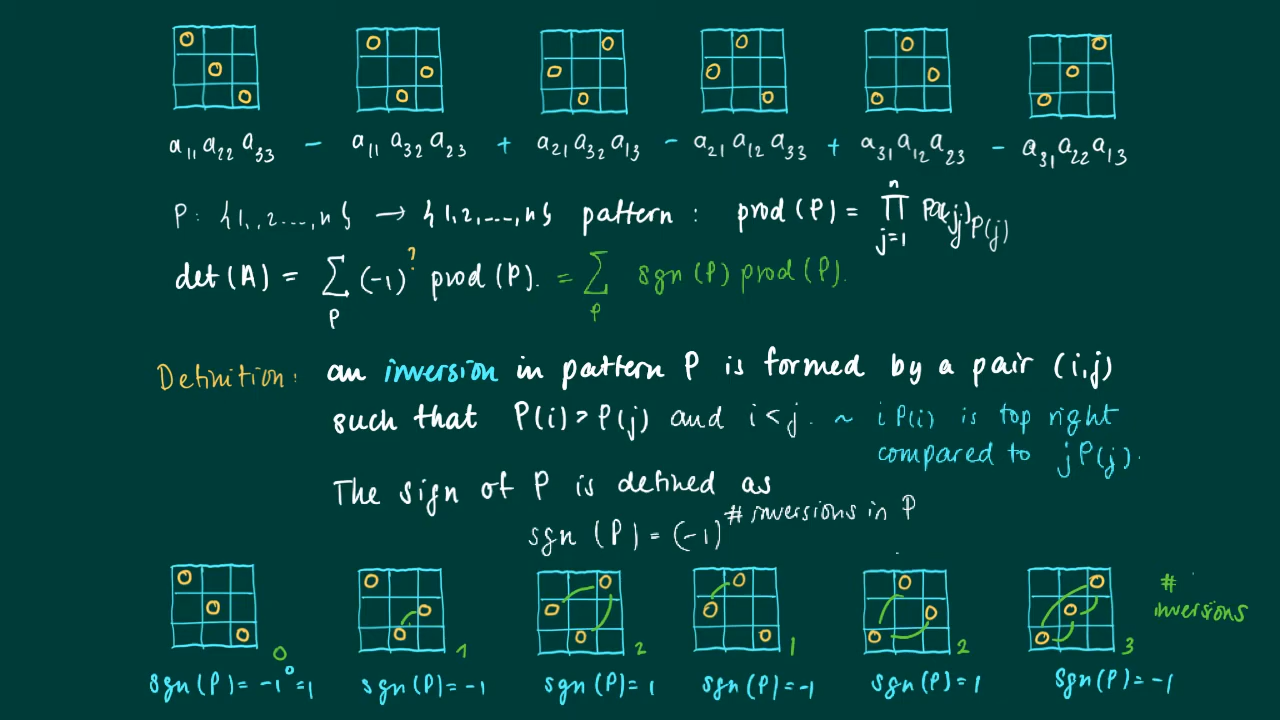 a₁₁a₂₂a₃₃ − a₁₁a₃₂a₂₃ + a₂₁a₃₂a₁₃ − a₂₁a₁₂a₃₃ + a₃₁a₁₂a₂₃ − a₃₁a₂₂a₁₃
P: {1,2....,n} → {1,2,...,n} pattern : prod (P) = ∏_{j=1}^{n} a_{jP(j)}
det (A) = ∑_P (-1)^? prod (P). = ∑_P sgn (P) prod (P).
Definition: an inversion in pattern P is formed by a pair (i,j)
such that P(i) > P(j) and i < j. ~ iP(i) is top right
compared to jP(j).
The sign of P is defined as
sgn (P) = (-1)^{# inversions in P}
# inversions
0 1 2 1 2 3
sgn(P) = -1⁰ = 1 sgn(P) = -1 sgn(P) = 1 sgn(P) = -1 sgn(P) = 1 sgn(P) = -1